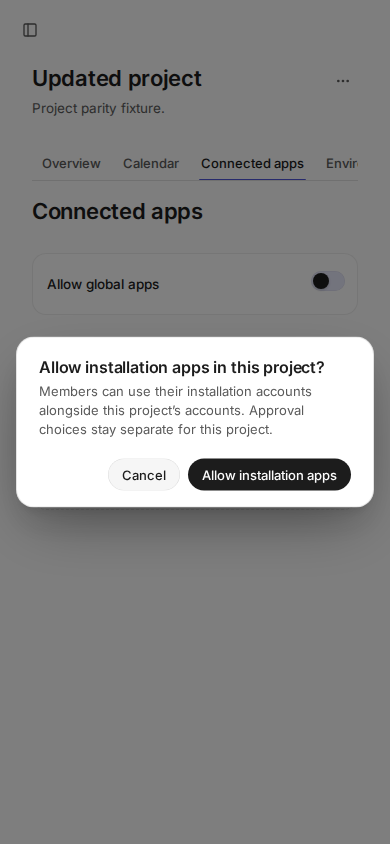 Updated project
Project parity fixture.
Overview
Calendar
Connected apps
Connected apps
Allow global apps
Allow installation apps in this project?
Members can use their installation accounts
alongside this project’s accounts. Approval
choices stay separate for this project.
Cancel
Allow installation apps